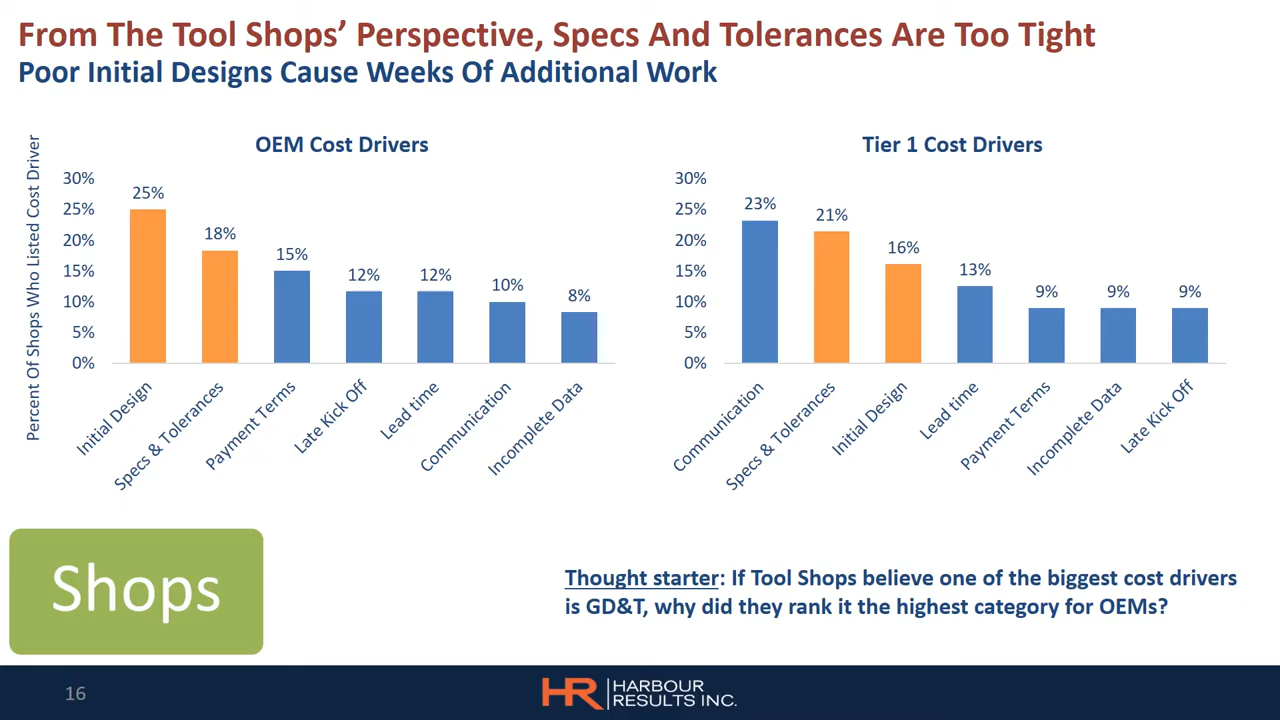 From The Tool Shops’ Perspective, Specs And Tolerances Are Too Tight
Poor Initial Designs Cause Weeks Of Additional Work
Percent Of Shops Who Listed Cost Driver
OEM Cost Drivers
30%
25%
20%
15%
10%
5%
0%
25%
18%
15%
12%
12%
10%
8%
Initial Design
Specs & Tolerances
Payment Terms
Late Kick Off
Lead time
Communication
Incomplete Data
Tier 1 Cost Drivers
30%
25%
20%
15%
10%
5%
0%
23%
21%
16%
13%
9%
9%
9%
Communication
Specs & Tolerances
Initial Design
Lead time
Payment Terms
Incomplete Data
Late Kick Off
Shops
Thought starter: If Tool Shops believe one of the biggest cost drivers
is GD&T, why did they rank it the highest category for OEMs?
16
HR HARBOUR
RESULTS INC.